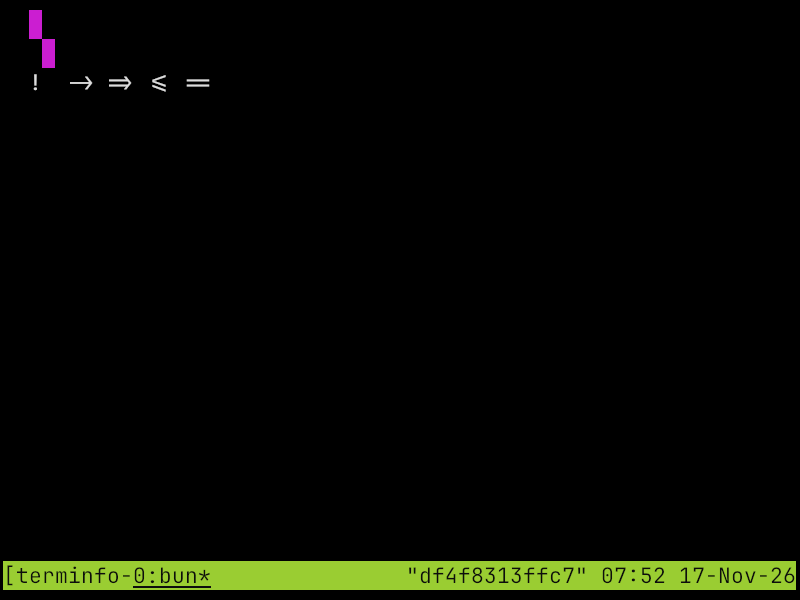 ! -> => <= ==
[terminfo-0:bun* "df4f8313ffc7" 07:52 17-Nov-26